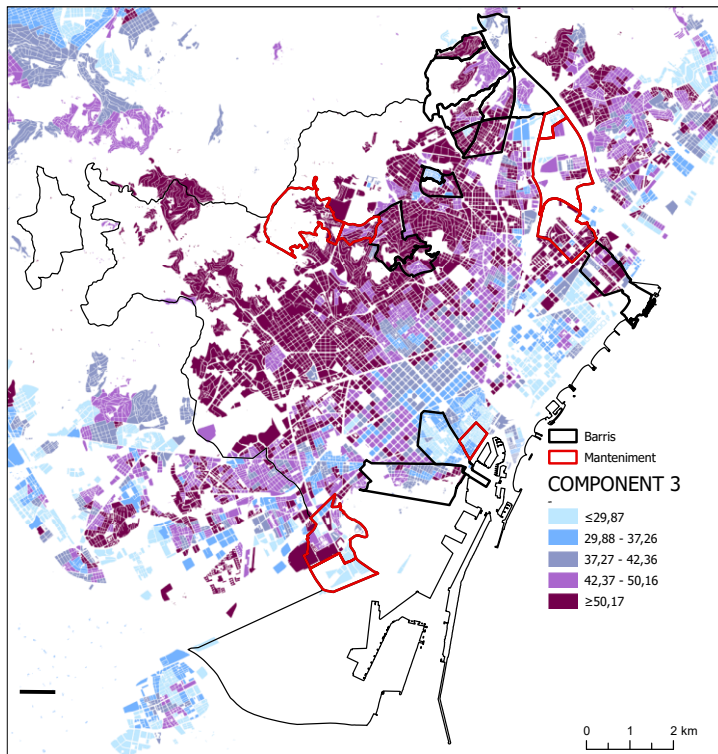 Barris
Manteniment
COMPONENT 3
-
≤29,87
29,88 - 37,26
37,27 - 42,36
42,37 - 50,16
≥50,17
0 1 2 km